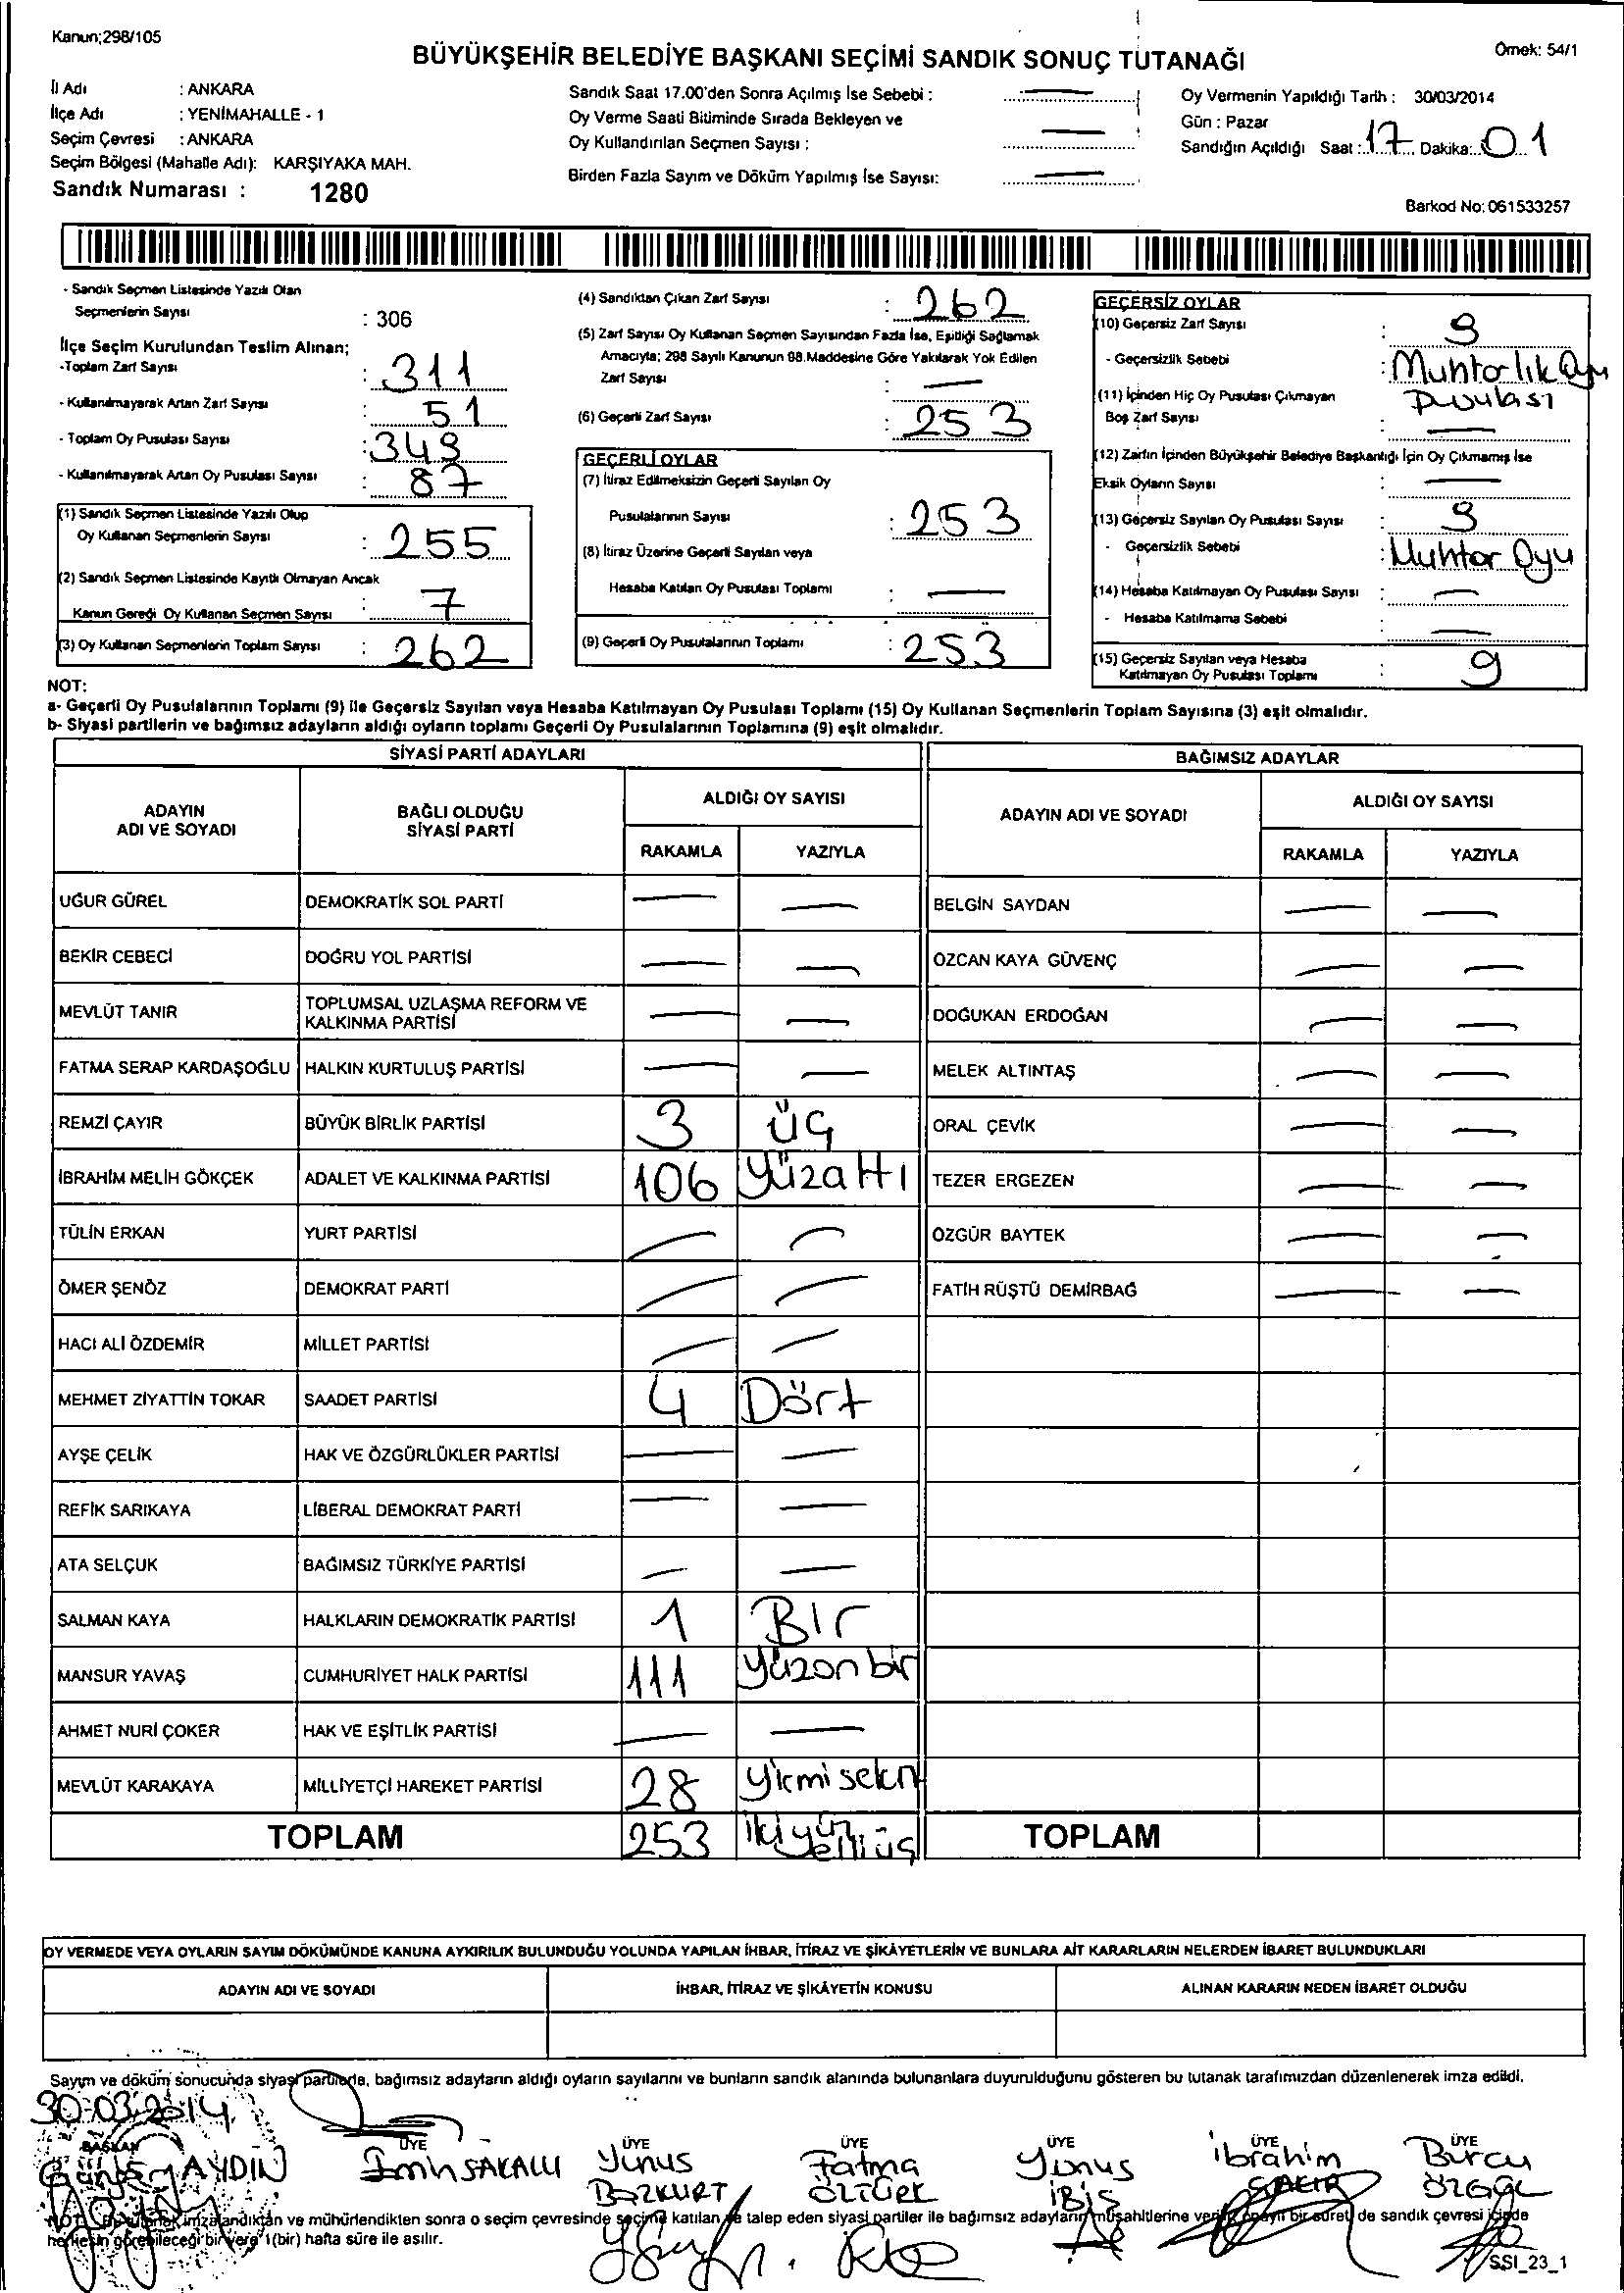 Kanun;298/105
Örnek: 54/1
BÜYÜKŞEHİR BELEDİYE BAŞKANI SEÇİMİ SANDIK SONUÇ TUTANAĞI
İl Adı : ANKARA
İlçe Adı : YENİMAHALLE - 1
Seçim Çevresi : ANKARA
Seçim Bölgesi (Mahalle Adı): KARŞIYAKA MAH.
Sandık Numarası : 1280
Sandık Saat 17.00'den Sonra Açılmış İse Sebebi : —
Oy Verme Saati Bitiminde Sırada Bekleyen ve
Oy Kullandırılan Seçmen Sayısı : —
Birden Fazla Sayım ve Döküm Yapılmış İse Sayısı: —
Oy Vermenin Yapıldığı Tarih : 30/03/2014
Gün : Pazar
Sandığın Açıldığı Saat : 17 Dakika: 01
Barkod No: 061533257
- Sandık Seçmen Listesinde Yazılı Olan
Seçmenlerin Sayısı : 306
İlçe Seçim Kurulundan Teslim Alınan;
-Toplam Zarf Sayısı : 311
- Kullanılmayarak Artan Zarf Sayısı : 51
- Toplam Oy Pusulası Sayısı : 349
- Kullanılmayarak Artan Oy Pusulası Sayısı : 87
(1) Sandık Seçmen Listesinde Yazılı Olup
Oy Kullanan Seçmenlerin Sayısı : 255
(2) Sandık Seçmen Listesinde Kayıtlı Olmayan Ancak
Kanun Gereği Oy Kullanan Seçmen Sayısı : 7
(3) Oy Kullanan Seçmenlerin Toplam Sayısı : 262
(4) Sandıktan Çıkan Zarf Sayısı : 262
(5) Zarf Sayısı Oy Kullanan Seçmen Sayısından Fazla İse, Eşitliği Sağlamak
Amacıyla; 298 Sayılı Kanunun 98.Maddesine Göre Yakılarak Yok Edilen
Zarf Sayısı : —
(6) Geçerli Zarf Sayısı : 253
GEÇERLİ OYLAR
(7) İtiraz Edilmeksizin Geçerli Sayılan Oy
Pusulalarının Sayısı : 253
(8) İtiraz Üzerine Geçerli Sayılan veya
Hesaba Katılan Oy Pusulası Toplamı : —
(9) Geçerli Oy Pusulalarının Toplamı : 253
GEÇERSİZ OYLAR
(10) Geçersiz Zarf Sayısı : 9
- Geçersizlik Sebebi : Muhtarlık Oyu
Pusulası
(11) İçinden Hiç Oy Pusulası Çıkmayan
Boş Zarf Sayısı : —
(12) Zarfın İçinden Büyükşehir Belediye Başkanlığı İçin Oy Çıkmamış İse
Eksik Oyların Sayısı : —
(13) Geçersiz Sayılan Oy Pusulası Sayısı : 9
- Geçersizlik Sebebi : Muhtar Oyu
(14) Hesaba Katılmayan Oy Pusulası Sayısı : —
- Hesaba Katılmama Sebebi : —
(15) Geçersiz Sayılan veya Hesaba
Katılmayan Oy Pusulası Toplamı : 9
NOT:
a- Geçerli Oy Pusulalarının Toplamı (9) ile Geçersiz Sayılan veya Hesaba Katılmayan Oy Pusulası Toplamı (15) Oy Kullanan Seçmenlerin Toplam Sayısına (3) eşit olmalıdır.
b- Siyasi partilerin ve bağımsız adayların aldığı oyların toplamı Geçerli Oy Pusulalarının Toplamına (9) eşit olmalıdır.
SİYASİ PARTİ ADAYLARI
ADAYIN ADI VE SOYADI BAĞLI OLDUĞU SİYASİ PARTİ ALDIĞI OY SAYISI
RAKAMLA YAZIYLA
UĞUR GÜREL DEMOKRATİK SOL PARTİ — —
BEKİR CEBECİ DOĞRU YOL PARTİSİ — —
MEVLÜT TANIR TOPLUMSAL UZLAŞMA REFORM VE KALKINMA PARTİSİ — —
FATMA SERAP KARDAŞOĞLU HALKIN KURTULUŞ PARTİSİ — —
REMZİ ÇAYIR BÜYÜK BİRLİK PARTİSİ 3 üç
İBRAHİM MELİH GÖKÇEK ADALET VE KALKINMA PARTİSİ 106 yüzaltı
TÜLİN ERKAN YURT PARTİSİ — —
ÖMER ŞENÖZ DEMOKRAT PARTİ — —
HACI ALİ ÖZDEMİR MİLLET PARTİSİ — —
MEHMET ZİYATTİN TOKAR SAADET PARTİSİ 4 Dört
AYŞE ÇELİK HAK VE ÖZGÜRLÜKLER PARTİSİ — —
REFİK SARIKAYA LİBERAL DEMOKRAT PARTİ — —
ATA SELÇUK BAĞIMSIZ TÜRKİYE PARTİSİ — —
SALMAN KAYA HALKLARIN DEMOKRATİK PARTİSİ 1 Bir
MANSUR YAVAŞ CUMHURİYET HALK PARTİSİ 111 yüzonbir
AHMET NURİ ÇOKER HAK VE EŞİTLİK PARTİSİ — —
MEVLÜT KARAKAYA MİLLİYETÇİ HAREKET PARTİSİ 28
TOPLAM 253 ikiyüz elliüç
BAĞIMSIZ ADAYLAR
ADAYIN ADI VE SOYADI ALDIĞI OY SAYISI
RAKAMLA YAZIYLA
BELGİN SAYDAN — —
ÖZCAN KAYA GÜVENÇ — —
DOĞUKAN ERDOĞAN — —
MELEK ALTINTAŞ — —
ORAL ÇEVİK — —
TEZER ERGEZEN — —
ÖZGÜR BAYTEK — —
FATİH RÜŞTÜ DEMİRBAĞ — —
TOPLAM
OY VERMEDE VEYA OYLARIN SAYIM DÖKÜMÜNDE KANUNA AYKIRILIK BULUNDUĞU YOLUNDA YAPILAN İHBAR, İTİRAZ VE ŞİKÂYETLERİN VE BUNLARA AİT KARARLARIN NELERDEN İBARET BULUNDUKLARI
ADAYIN ADI VE SOYADI İHBAR, İTİRAZ VE ŞİKÂYETİN KONUSU ALINAN KARARIN NEDEN İBARET OLDUĞU
Sayım ve döküm sonucunda siyasi partilerle, bağımsız adayların aldığı oyların sayılarını ve bunların sandık alanında bulunanlara duyurulduğunu gösteren bu tutanak tarafımızdan düzenlenerek imza edildi.
30.03.2014
BAŞKAN ÜYE ÜYE ÜYE ÜYE ÜYE ÜYE
AYDIN
Emin SAKALLI
Yunus BOZKURT
Fatma ÖZTÜRK
Yunus İBİŞ
İbrahim ÇAKIR
Burcu
NOT: Bu tutanak imzalandıktan ve mühürlendikten sonra o seçim çevresinde seçime katılan ve talep eden siyasi partiler ile bağımsız adayların müşahitlerine verilir, onaylı bir sureti de sandık çevresi içinde
herkesin görebileceği bir yere 1(bir) hafta süre ile asılır.
SSI_23_1